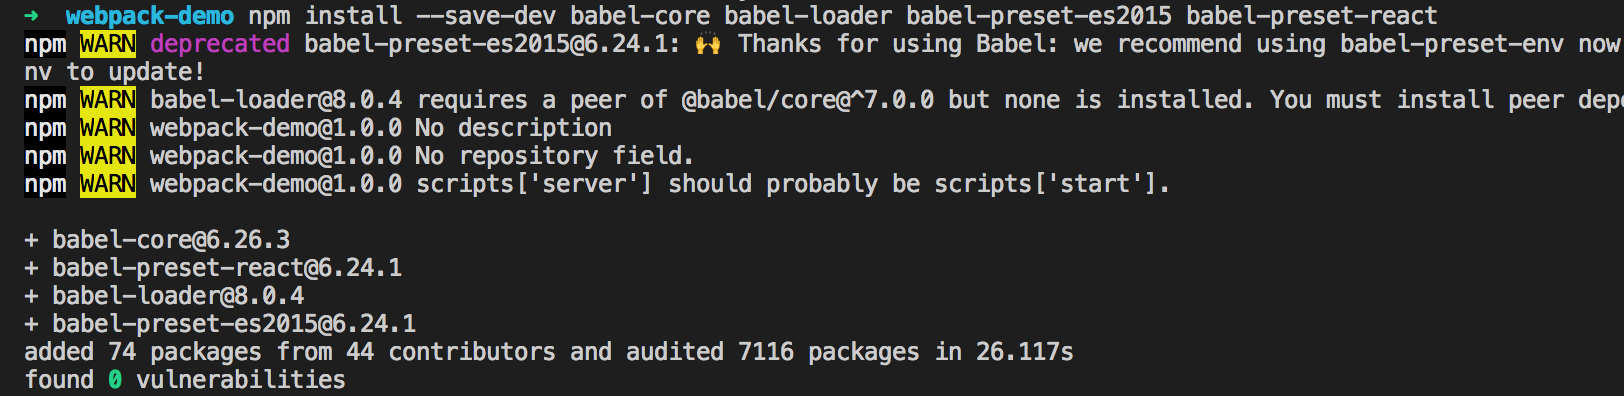 ➜  webpack-demo npm install --save-dev babel-core babel-loader babel-preset-es2015 babel-preset-react
npm WARN deprecated babel-preset-es2015@6.24.1: 🙌 Thanks for using Babel: we recommend using babel-preset-env now
nv to update!
npm WARN babel-loader@8.0.4 requires a peer of @babel/core@^7.0.0 but none is installed. You must install peer depe
npm WARN webpack-demo@1.0.0 No description
npm WARN webpack-demo@1.0.0 No repository field.
npm WARN webpack-demo@1.0.0 scripts['server'] should probably be scripts['start'].
+ babel-core@6.26.3
+ babel-preset-react@6.24.1
+ babel-loader@8.0.4
+ babel-preset-es2015@6.24.1
added 74 packages from 44 contributors and audited 7116 packages in 26.117s
found 0 vulnerabilities